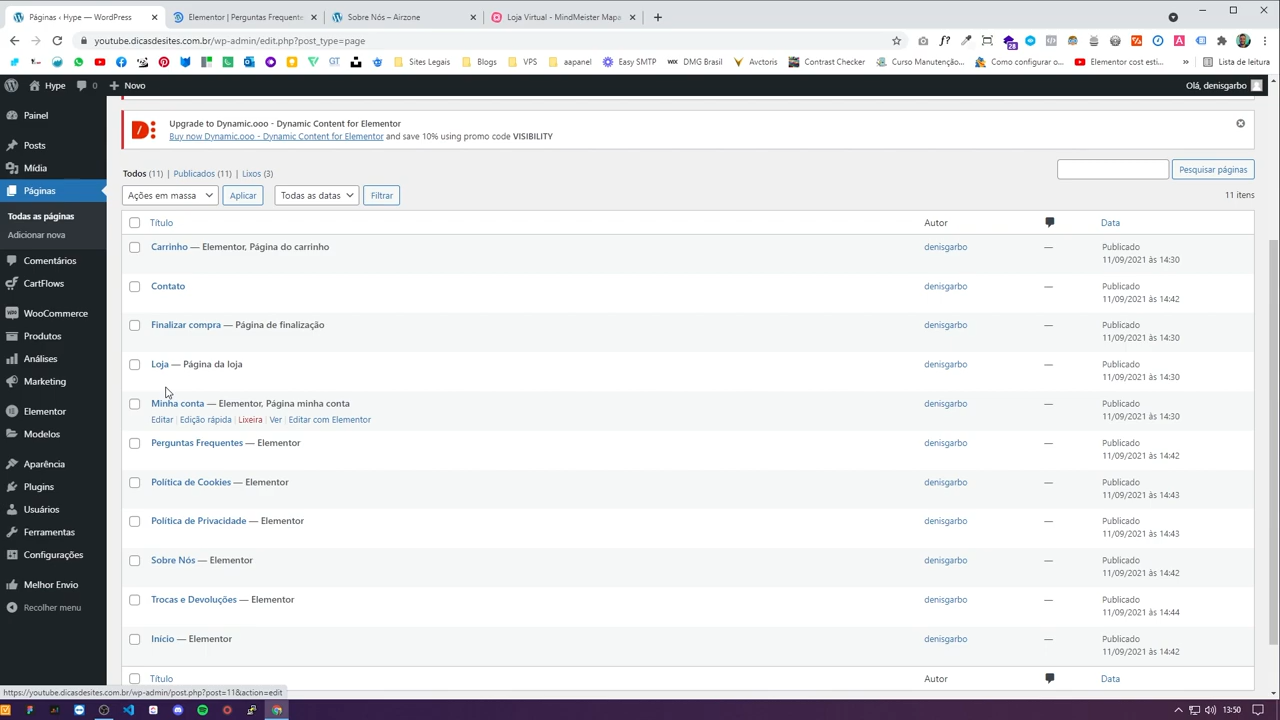 Páginas ‹ Hype — WordPress
Elementor | Perguntas Frequente
Sobre Nós – Airzone
Loja Virtual - MindMeister Mapa
youtube.dicasdesites.com.br/wp-admin/edit.php?post_type=page
28
Sites Legais
Blogs
VPS
aapanel
Easy SMTP
DMG Brasil
Avctoris
Contrast Checker
Curso Manutenção...
Como configurar o...
Elementor cost esti...
Lista de leitura
Hype
0
Novo
Olá, denisgarbo
Painel
Posts
Mídia
Páginas
Todas as páginas
Adicionar nova
Comentários
CartFlows
WooCommerce
Produtos
Análises
Marketing
Elementor
Modelos
Aparência
Plugins
Usuários
Ferramentas
Configurações
Melhor Envio
Recolher menu
Upgrade to Dynamic.ooo - Dynamic Content for Elementor
Buy now Dynamic.ooo - Dynamic Content for Elementor and save 10% using promo code VISIBILITY
Todos (11) | Publicados (11) | Lixos (3)
Pesquisar páginas
Ações em massa
Aplicar
Todas as datas
Filtrar
11 itens
Título
Autor
Data
Carrinho — Elementor, Página do carrinho
denisgarbo
—
Publicado
11/09/2021 às 14:30
Contato
denisgarbo
—
Publicado
11/09/2021 às 14:42
Finalizar compra — Página de finalização
denisgarbo
—
Publicado
11/09/2021 às 14:30
Loja — Página da loja
denisgarbo
—
Publicado
11/09/2021 às 14:30
Minha conta — Elementor, Página minha conta
Editar | Edição rápida | Lixeira | Ver | Editar com Elementor
denisgarbo
—
Publicado
11/09/2021 às 14:30
Perguntas Frequentes — Elementor
denisgarbo
—
Publicado
11/09/2021 às 14:42
Política de Cookies — Elementor
denisgarbo
—
Publicado
11/09/2021 às 14:43
Política de Privacidade — Elementor
denisgarbo
—
Publicado
11/09/2021 às 14:43
Sobre Nós — Elementor
denisgarbo
—
Publicado
11/09/2021 às 14:42
Trocas e Devoluções — Elementor
denisgarbo
—
Publicado
11/09/2021 às 14:44
Início — Elementor
denisgarbo
—
Publicado
11/09/2021 às 14:42
Título
Autor
Data
https://youtube.dicasdesites.com.br/wp-admin/post.php?post=11&action=edit
13:50